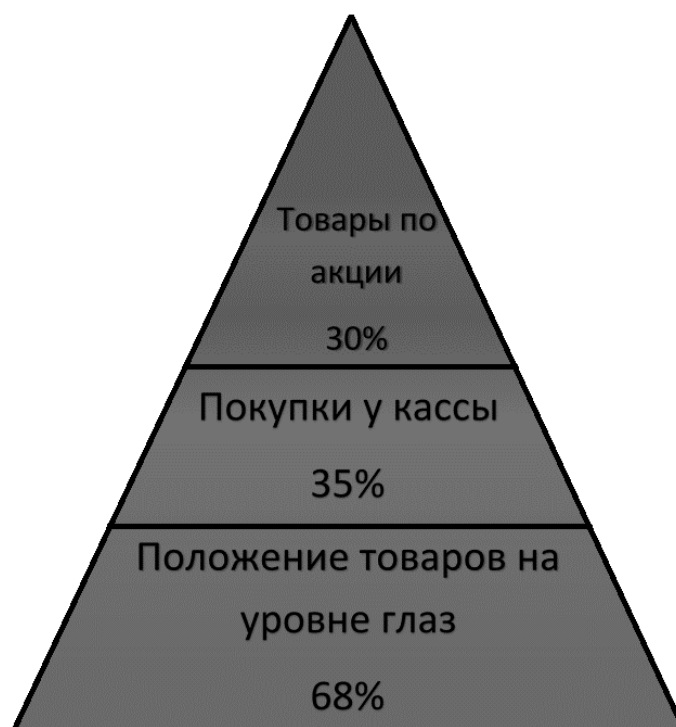 Товары по
акции
30%
Покупки у кассы
35%
Положение товаров на
уровне глаз
68%